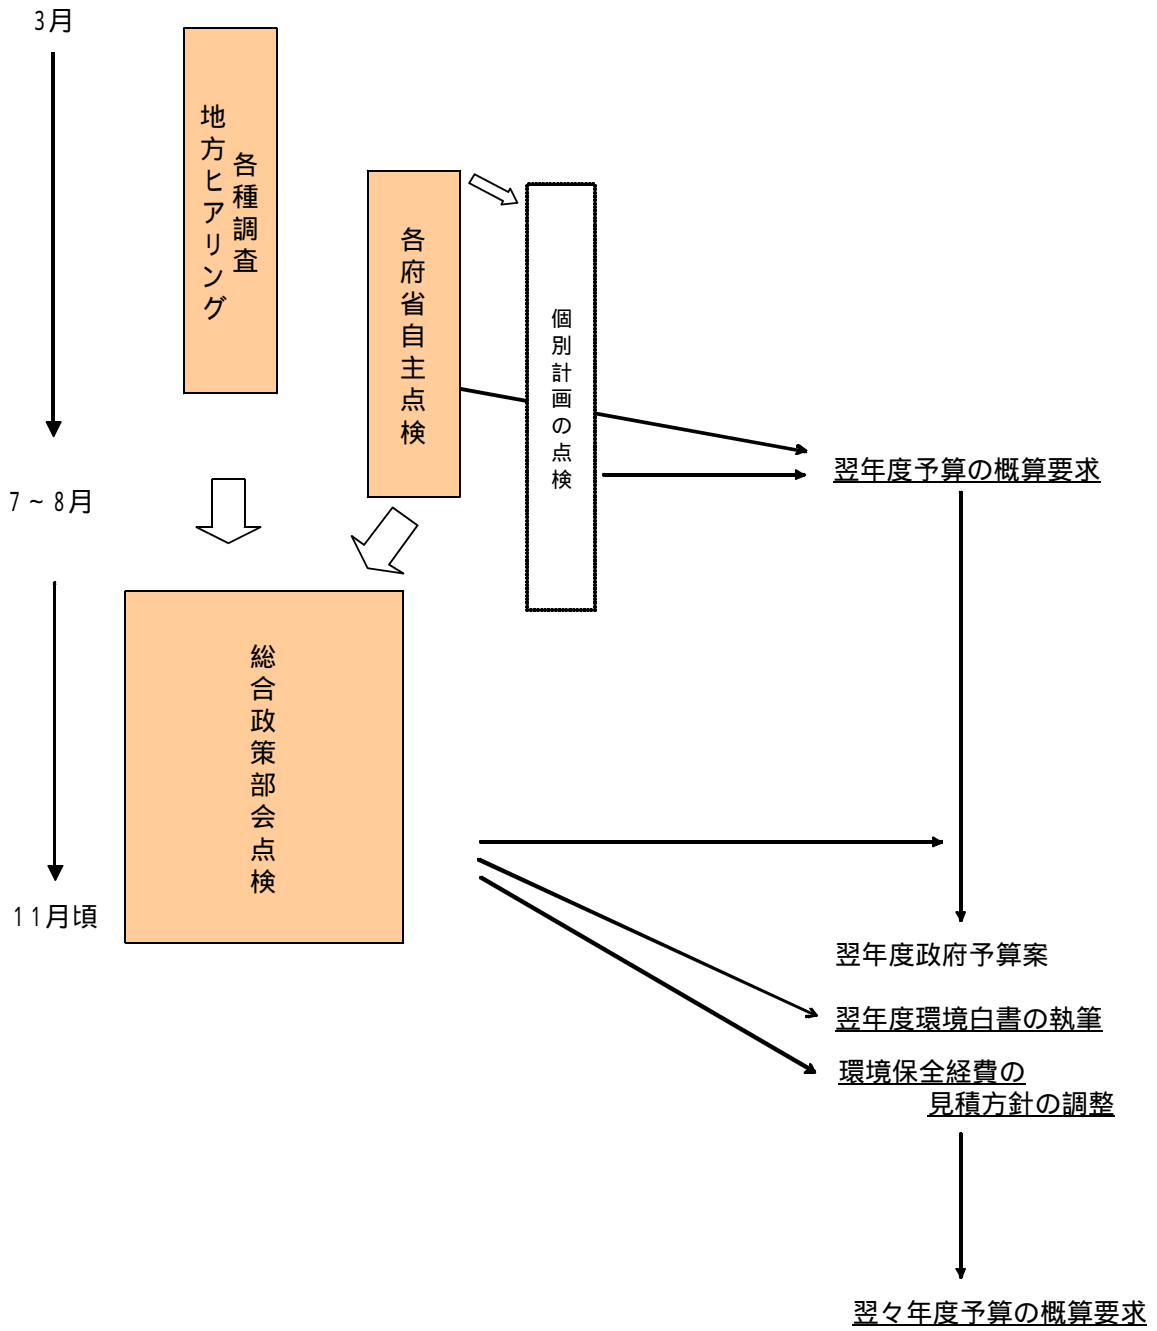 3月
各種調査
地方ヒアリング
各府省自主点検
個別計画の点検
翌年度予算の概算要求
7~8月
総合政策部会点検
11月頃
翌年度政府予算案
翌年度環境白書の執筆
環境保全経費の
見積方針の調整
翌々年度予算の概算要求